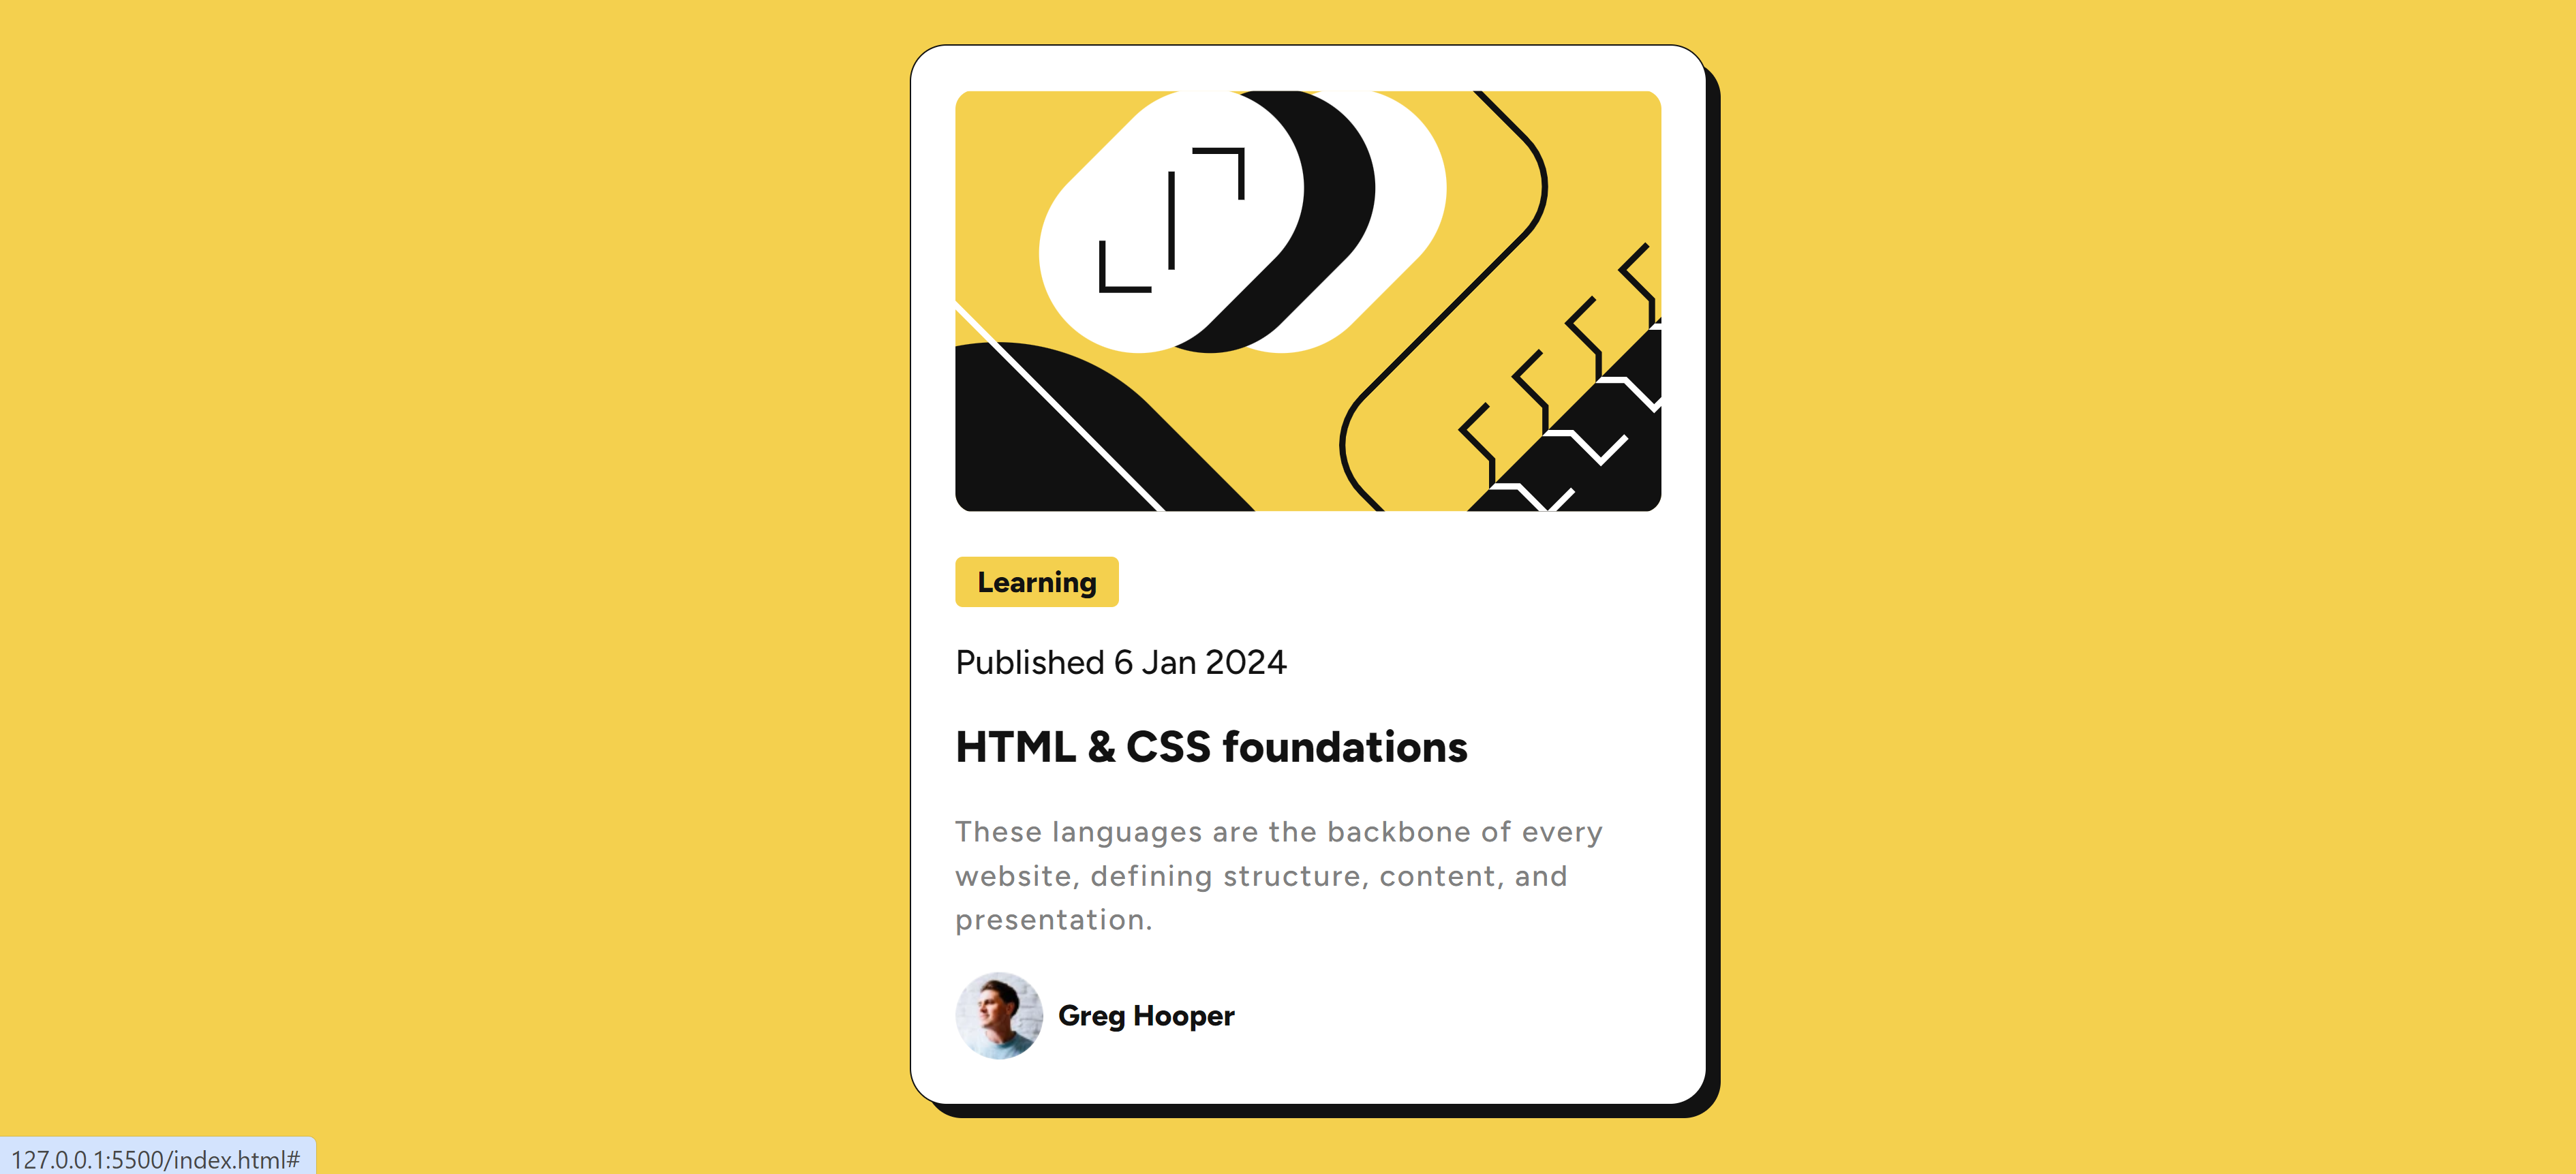 Learning
Published 6 Jan 2024
HTML & CSS foundations
These languages are the backbone of every
website, defining structure, content, and
presentation.
Greg Hooper
127.0.0.1:5500/index.html#